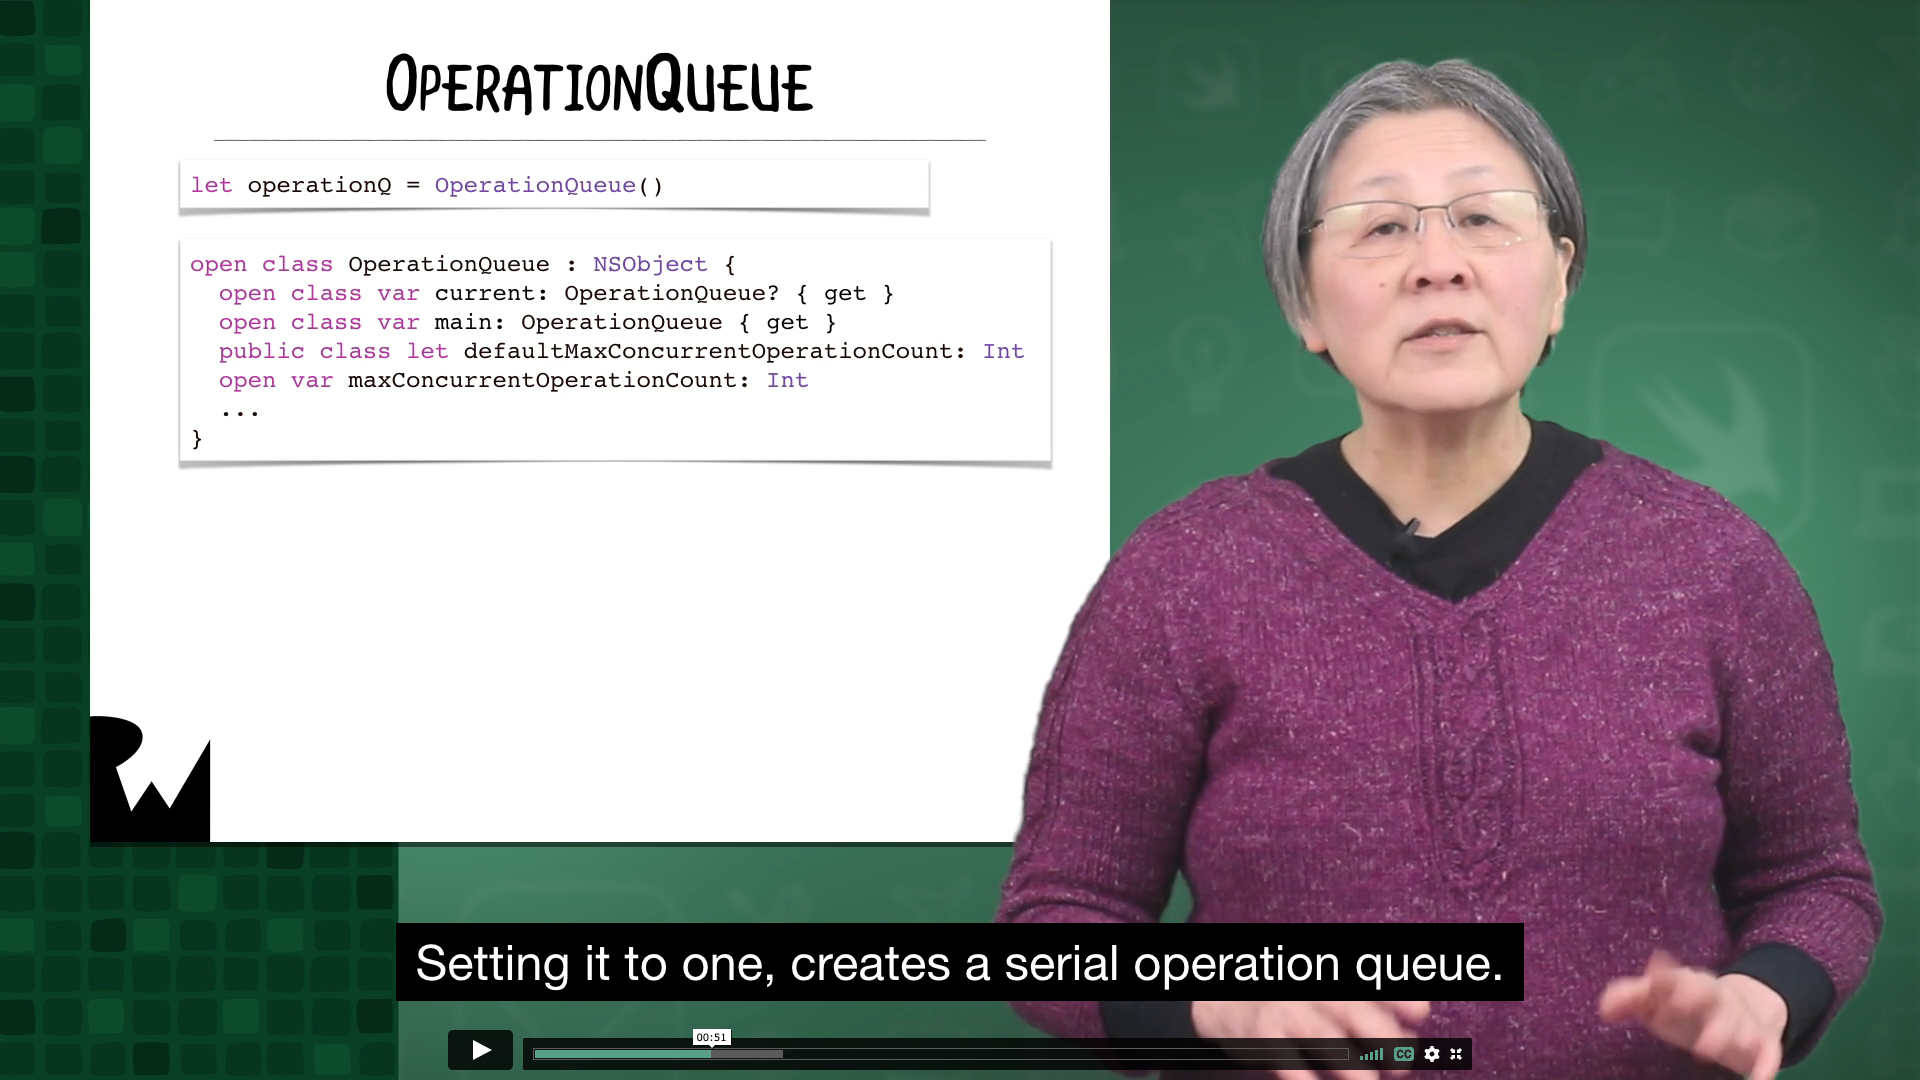 OPERATIONQUEUE
let operationQ = OperationQueue()
open class OperationQueue : NSObject {
  open class var current: OperationQueue? { get }
  open class var main: OperationQueue { get }
  public class let defaultMaxConcurrentOperationCount: Int
  open var maxConcurrentOperationCount: Int
  ...
}
RW
Setting it to one, creates a serial operation queue.
00:51
CC